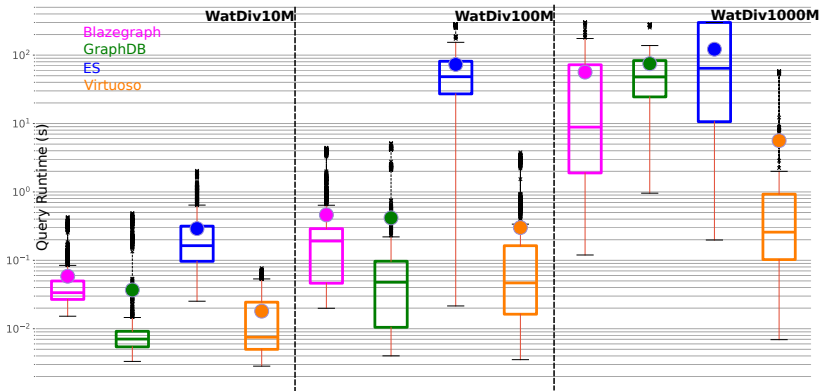 WatDiv10M
WatDiv100M
WatDiv1000M
Blazegraph
GraphDB
ES
Virtuoso
Query Runtime (s)
10²
10¹
10⁰
10⁻¹
10⁻²